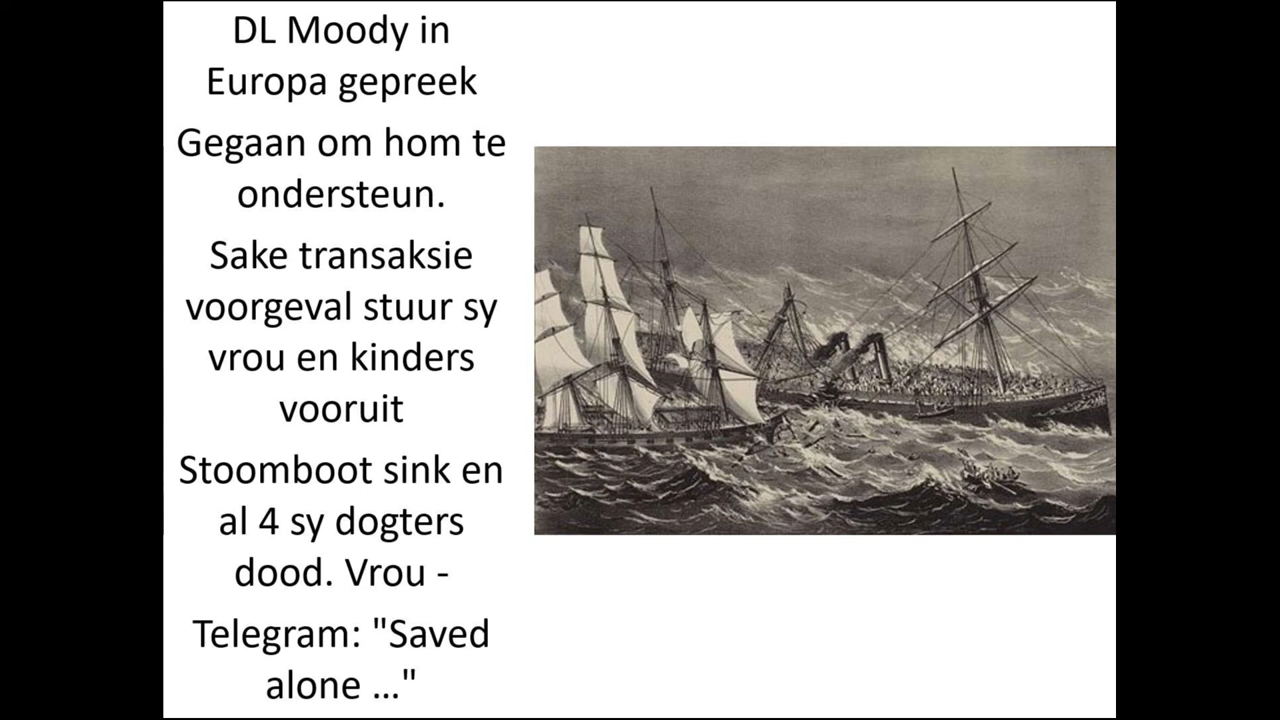 DL Moody in
Europa gepreek
Gegaan om hom te
ondersteun.
Sake transaksie
voorgeval stuur sy
vrou en kinders
vooruit
Stoomboot sink en
al 4 sy dogters
dood. Vrou -
Telegram: "Saved
alone …"